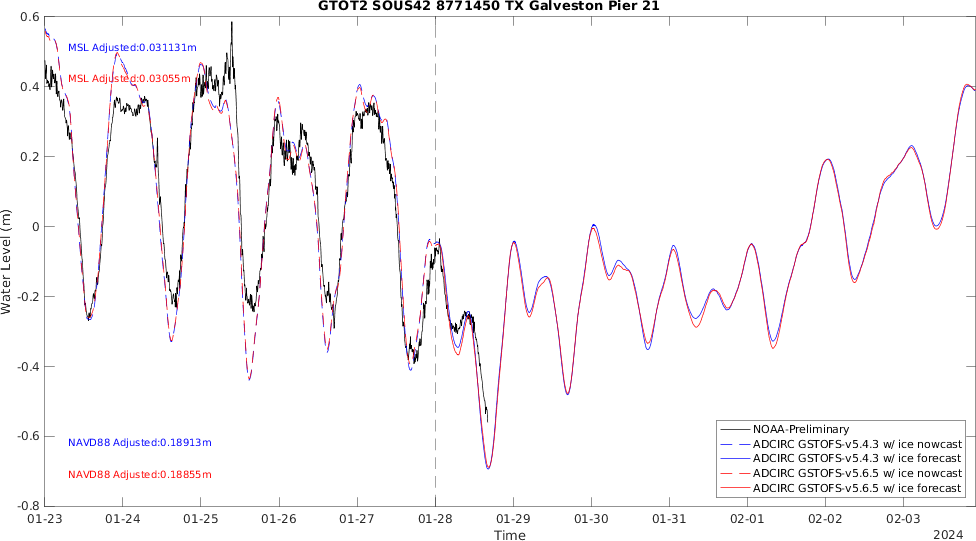 GTOT2 SOUS42 8771450 TX Galveston Pier 21
0.6
MSL Adjusted:0.031131m
MSL Adjusted:0.03055m
0.4
0.2
0
-0.2
-0.4
-0.6
-0.8
Water Level (m)
NAVD88 Adjusted:0.18913m
NAVD88 Adjusted:0.18855m
NOAA-Preliminary
ADCIRC GSTOFS-v5.4.3 w/ ice nowcast
ADCIRC GSTOFS-v5.4.3 w/ ice forecast
ADCIRC GSTOFS-v5.6.5 w/ ice nowcast
ADCIRC GSTOFS-v5.6.5 w/ ice forecast
01-23 01-24 01-25 01-26 01-27 01-28 01-29 01-30 01-31 02-01 02-02 02-03
Time
2024